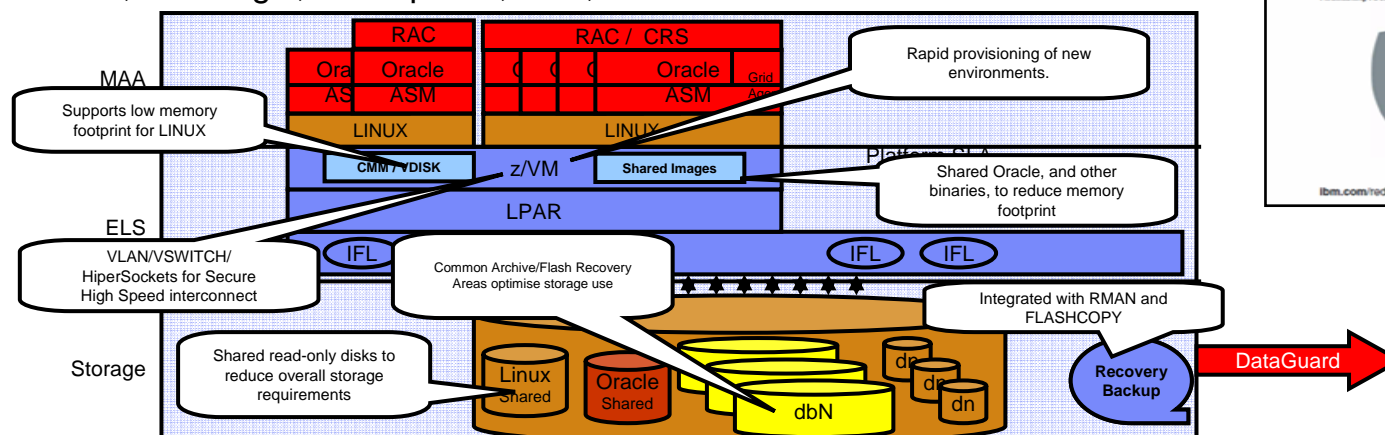 RAC
RAC / CRS
MAA
Ora
Oracle
Oracle
Grid
AS
ASM
ASM
LINUX
LINUX
Rapid provisioning of new
environments.
Supports low memory
footprint for LINUX
CMM / VDISK
z/VM
Shared Images
Shared Oracle, and other
binaries, to reduce memory
footprint
LPAR
ELS
VLAN/VSWITCH/
HiperSockets for Secure
High Speed interconnect
IFL
IFL
IFL
Common Archive/Flash Recovery
Areas optimise storage use
Integrated with RMAN and
FLASHCOPY
Storage
Shared read-only disks to
reduce overall storage
requirements
Linux
Shared
Oracle
Shared
dbN
dn
dn
dn
Recovery
Backup
DataGuard
ibm.com/red